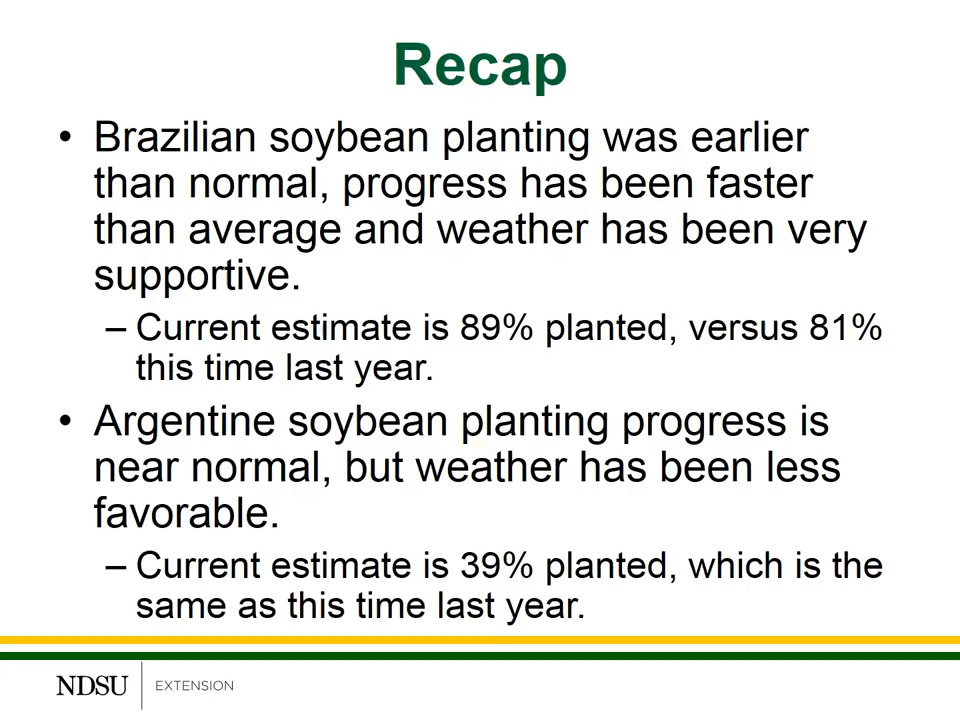 Recap
• Brazilian soybean planting was earlier
than normal, progress has been faster
than average and weather has been very
supportive.
– Current estimate is 89% planted, versus 81%
this time last year.
• Argentine soybean planting progress is
near normal, but weather has been less
favorable.
– Current estimate is 39% planted, which is the
same as this time last year.
NDSU EXTENSION